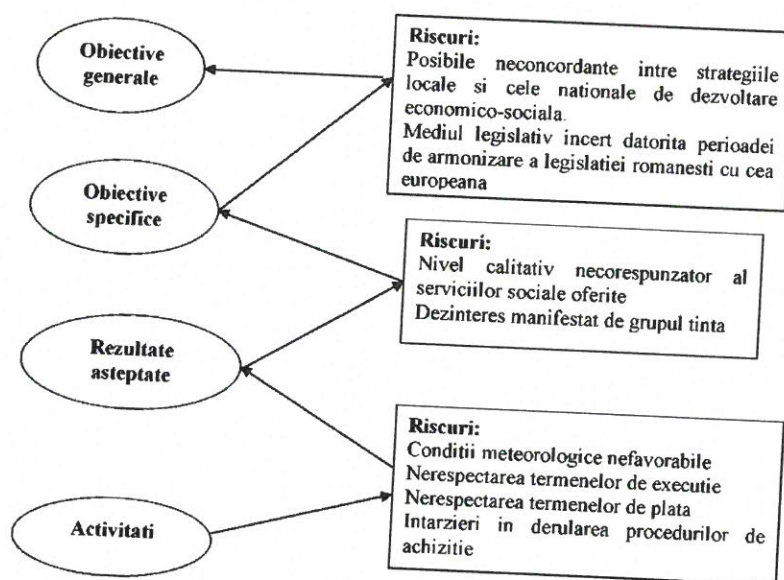 Obiective
generale
Riscuri:
Posibile neconcordante intre strategiile
locale si cele nationale de dezvoltare
economico-sociala.
Mediul legislativ incert datorita perioadei
de armonizare a legislatiei romanesti cu cea
europeana
Obiective
specifice
Riscuri:
Nivel calitativ necorespunzator al
serviciilor sociale oferite
Dezinteres manifestat de grupul tinta
Rezultate
asteptate
Riscuri:
Conditii meteorologice nefavorabile
Nerespectarea termenelor de executie
Nerespectarea termenelor de plata
Intarzieri in derularea procedurilor de
achizitie
Activitati